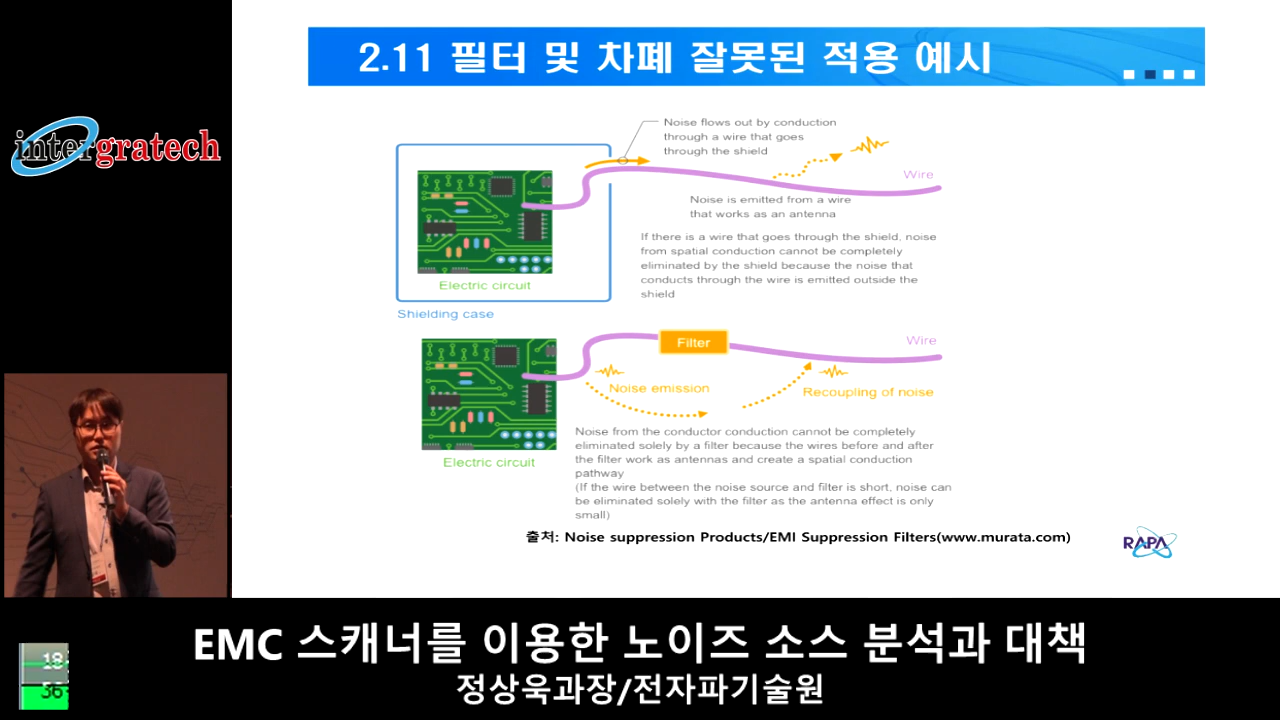 2.11 필터 및 차폐 잘못된 적용 예시
intergratech
Noise flows out by conduction
through a wire that goes
through the shield
Wire
Noise is emitted from a wire
that works as an antenna
If there is a wire that goes through the shield, noise
from spatial conduction cannot be completely
eliminated by the shield because the noise that
conducts through the wire is emitted outside the
shield
Electric circuit
Shielding case
Filter
Wire
Noise emission
Recoupling of noise
Electric circuit
Noise from the conductor conduction cannot be completely
eliminated solely by a filter because the wires before and after
the filter work as antennas and create a spatial conduction
pathway
(If the wire between the noise source and filter is short, noise can
be eliminated solely with the filter as the antenna effect is only
small)
출처: Noise suppression Products/EMI Suppression Filters(www.murata.com)
RAPA
EMC 스캐너를 이용한 노이즈 소스 분석과 대책
정상욱과장/전자파기술원
18
36